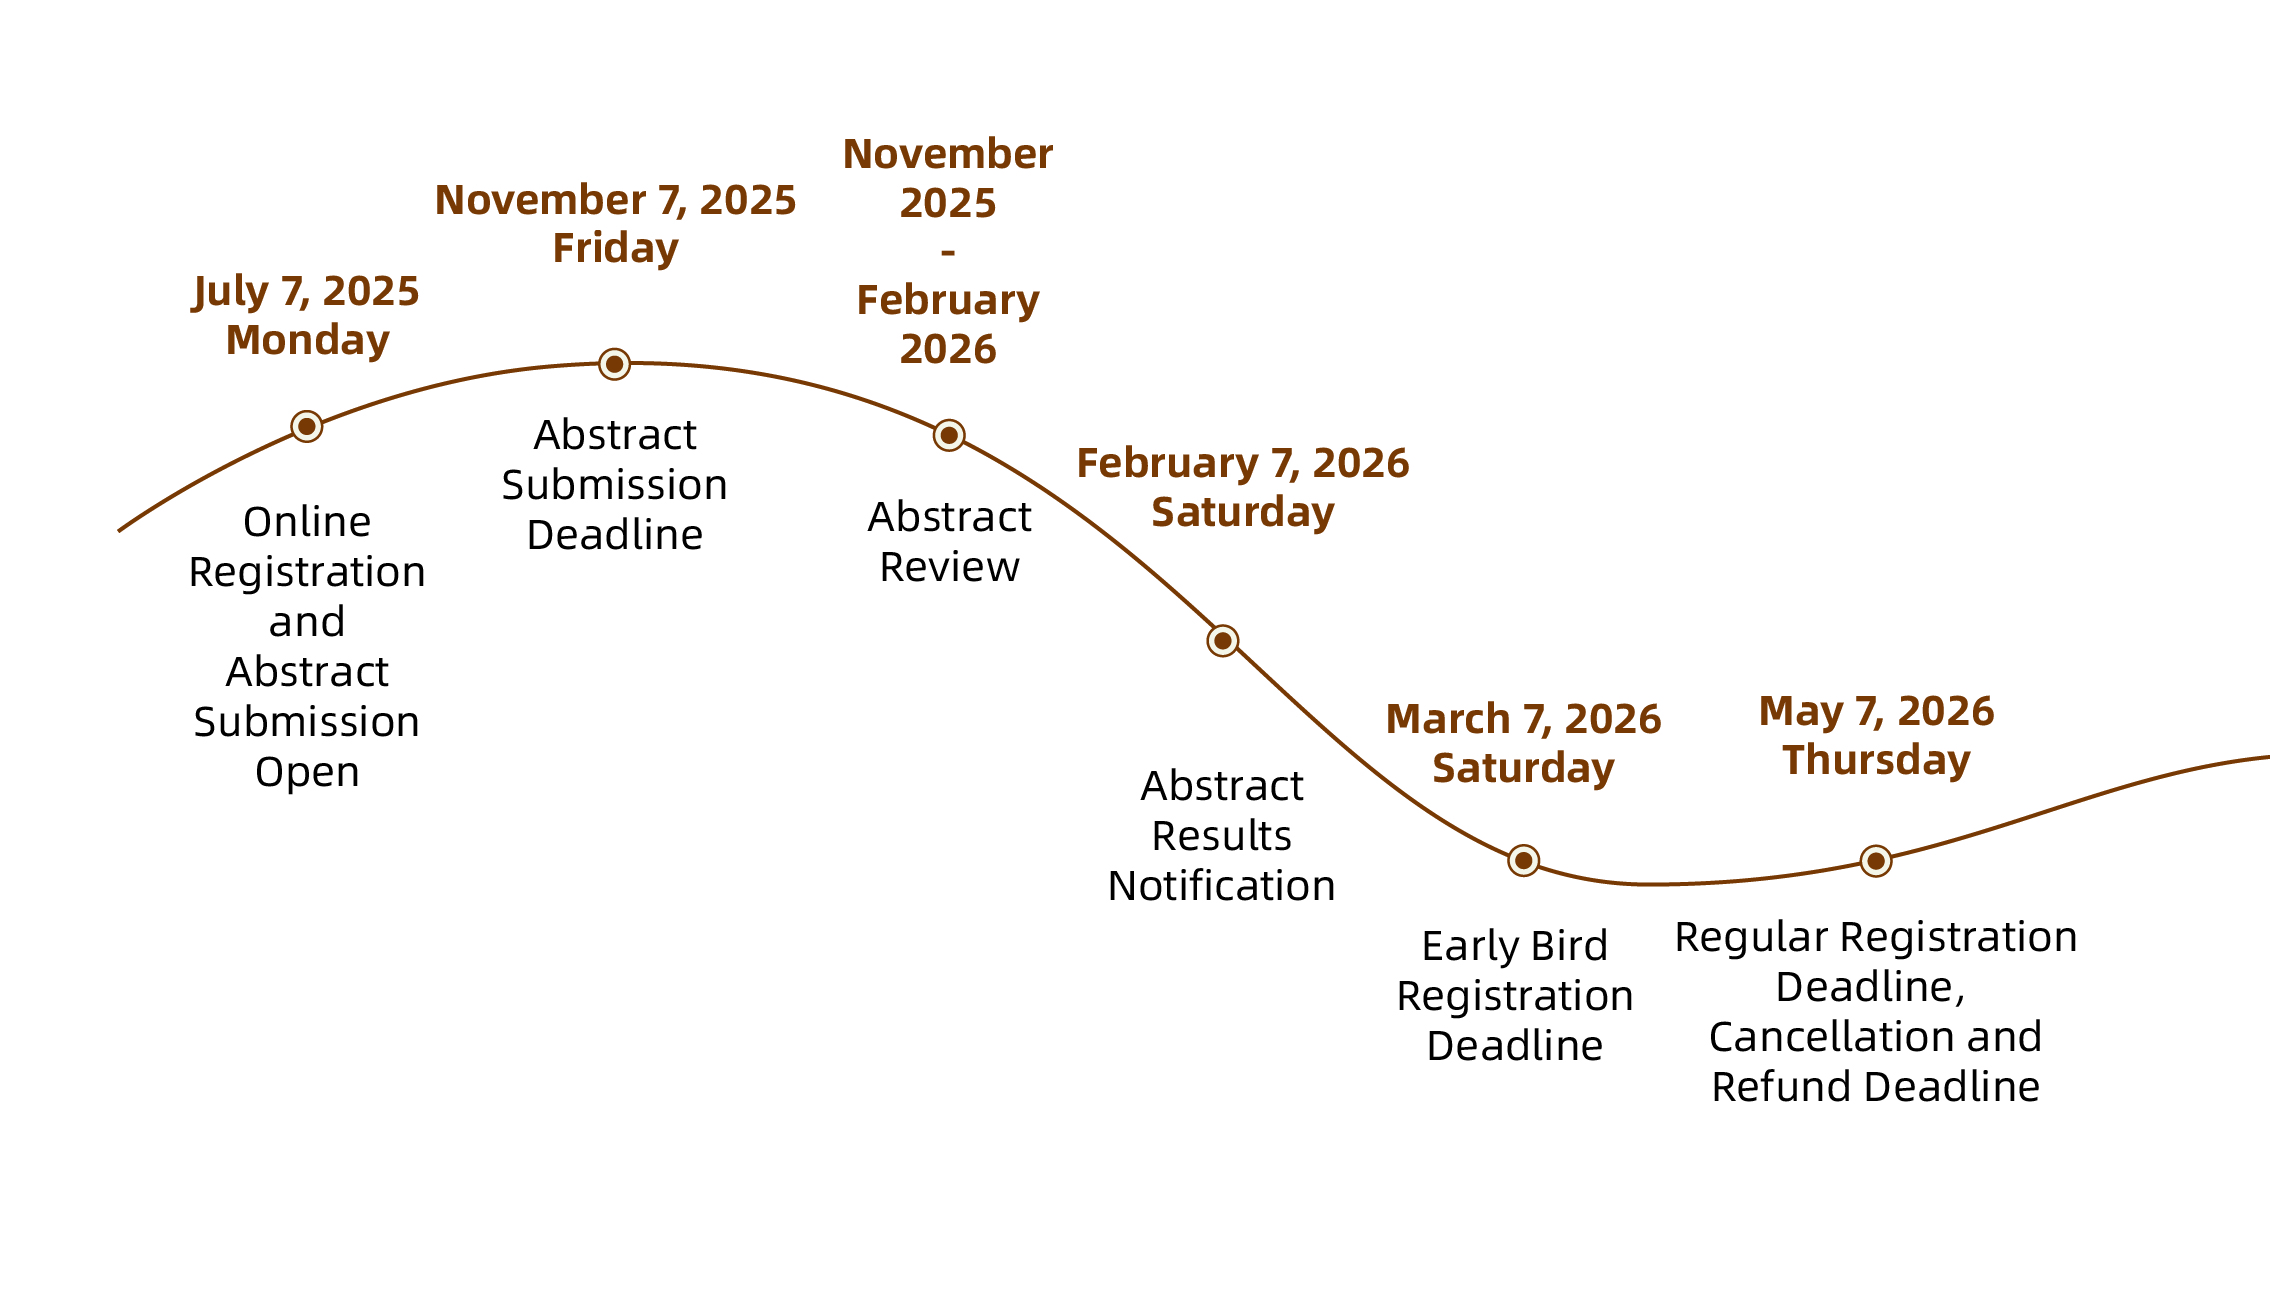 July 7, 2025
Monday
Online
Registration
and
Abstract
Submission
Open
November 7, 2025
Friday
Abstract
Submission
Deadline
November
2025
–
February
2026
Abstract
Review
February 7, 2026
Saturday
Abstract
Results
Notification
March 7, 2026
Saturday
Early Bird
Registration
Deadline
May 7, 2026
Thursday
Regular Registration
Deadline,
Cancellation and
Refund Deadline